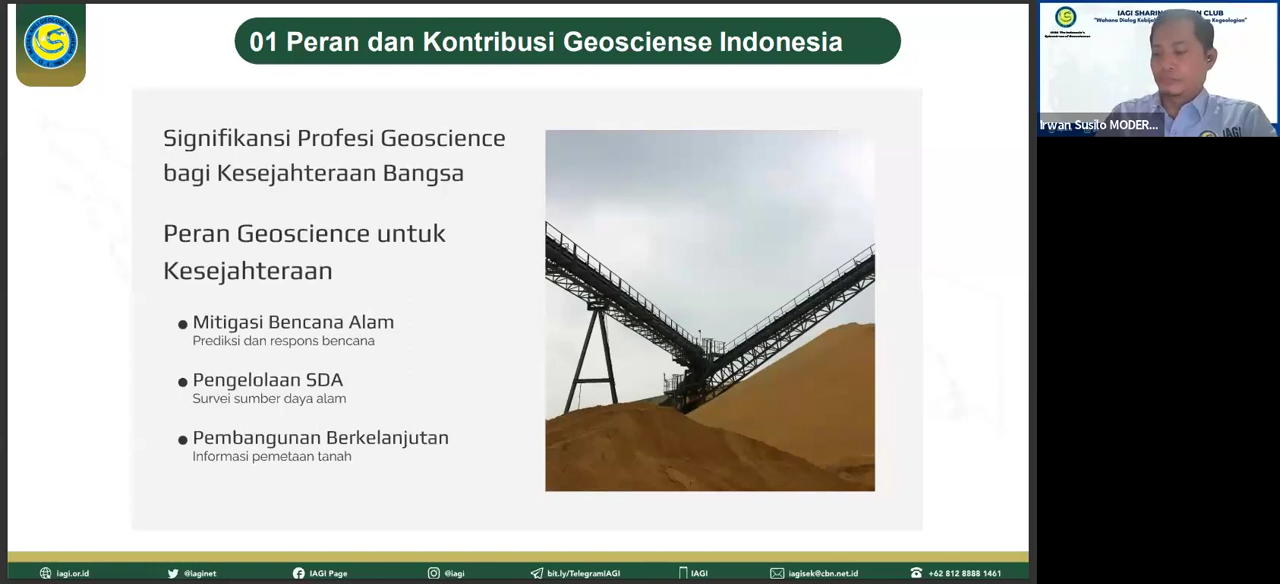 01 Peran dan Kontribusi Geosciense Indonesia
Signifikansi Profesi Geoscience
bagi Kesejahteraan Bangsa
Peran Geoscience untuk
Kesejahteraan
Mitigasi Bencana Alam
Prediksi dan respons bencana
Pengelolaan SDA
Survei sumber daya alam
Pembangunan Berkelanjutan
Informasi pemetaan tanah
iagi.or.id
@iaginet
IAGI Page
@iagi
bit.ly/TelegramIAGI
IAGI
iagisek@cbn.net.id
+62 812 8888 1461
IAGI SHARING CLUB
"Wahana Dialog Kegeologian"
Irwan Susilo MODER...
IAGI